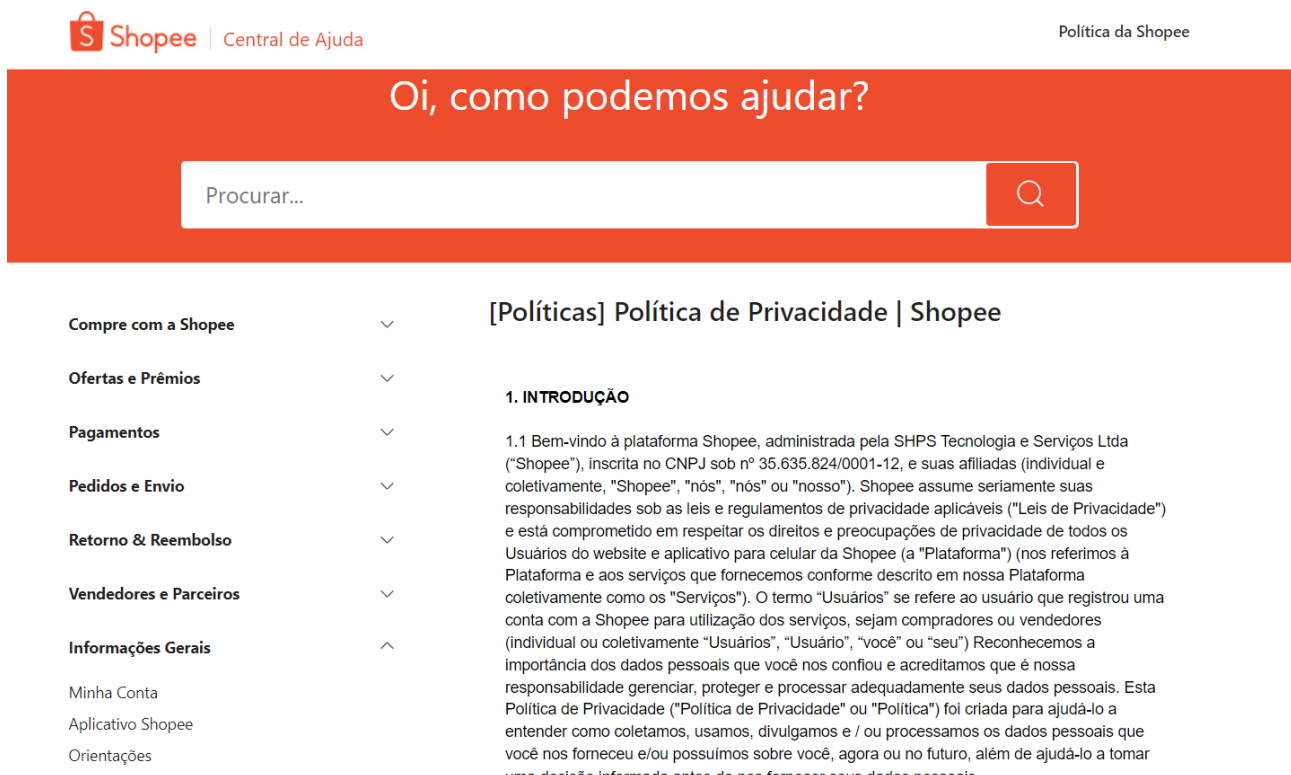 Shopee | Central de Ajuda
Política da Shopee
Oi, como podemos ajudar?
Procurar...
Compre com a Shopee
Ofertas e Prêmios
Pagamentos
Pedidos e Envio
Retorno & Reembolso
Vendedores e Parceiros
Informações Gerais
Minha Conta
Aplicativo Shopee
Orientações
[Políticas] Política de Privacidade | Shopee
1. INTRODUÇÃO
1.1 Bem-vindo à plataforma Shopee, administrada pela SHPS Tecnologia e Serviços Ltda
(“Shopee”), inscrita no CNPJ sob nº 35.635.824/0001-12, e suas afiliadas (individual e
coletivamente, "Shopee", "nós", "nós" ou "nosso"). Shopee assume seriamente suas
responsabilidades sob as leis e regulamentos de privacidade aplicáveis ("Leis de Privacidade")
e está comprometido em respeitar os direitos e preocupações de privacidade de todos os
Usuários do website e aplicativo para celular da Shopee (a "Plataforma") (nos referimos à
Plataforma e aos serviços que fornecemos conforme descrito em nossa Plataforma
coletivamente como os "Serviços"). O termo “Usuários” se refere ao usuário que registrou uma
conta com a Shopee para utilização dos serviços, sejam compradores ou vendedores
(individual ou coletivamente “Usuários”, “Usuário”, “você” ou “seu”) Reconhecemos a
importância dos dados pessoais que você nos confiou e acreditamos que é nossa
responsabilidade gerenciar, proteger e processar adequadamente seus dados pessoais. Esta
Política de Privacidade ("Política de Privacidade" ou "Política") foi criada para ajudá-lo a
entender como coletamos, usamos, divulgamos e / ou processamos os dados pessoais que
você nos forneceu e/ou possuímos sobre você, agora ou no futuro, além de ajudá-lo a tomar
uma decisão informada antes de nos fornecer seus dados pessoais.